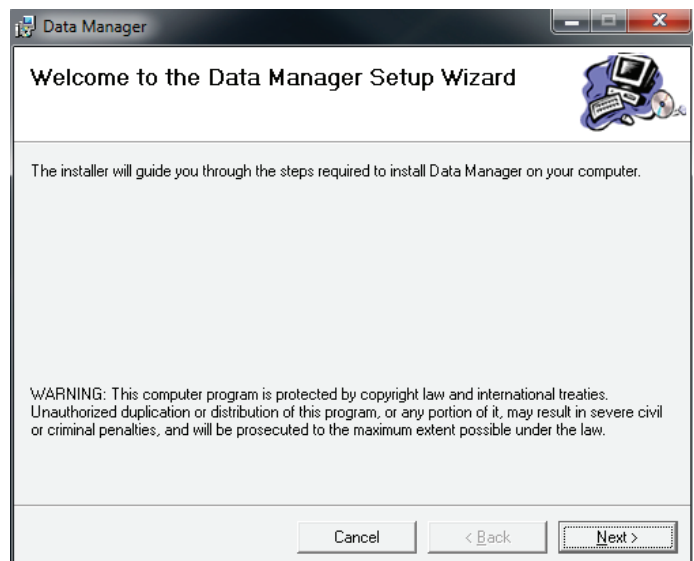 Data Manager
Welcome to the Data Manager Setup Wizard
The installer will guide you through the steps required to install Data Manager on your computer.
WARNING: This computer program is protected by copyright law and international treaties.
Unauthorized duplication or distribution of this program, or any portion of it, may result in severe civil
or criminal penalties, and will be prosecuted to the maximum extent possible under the law.
Cancel < Back Next >